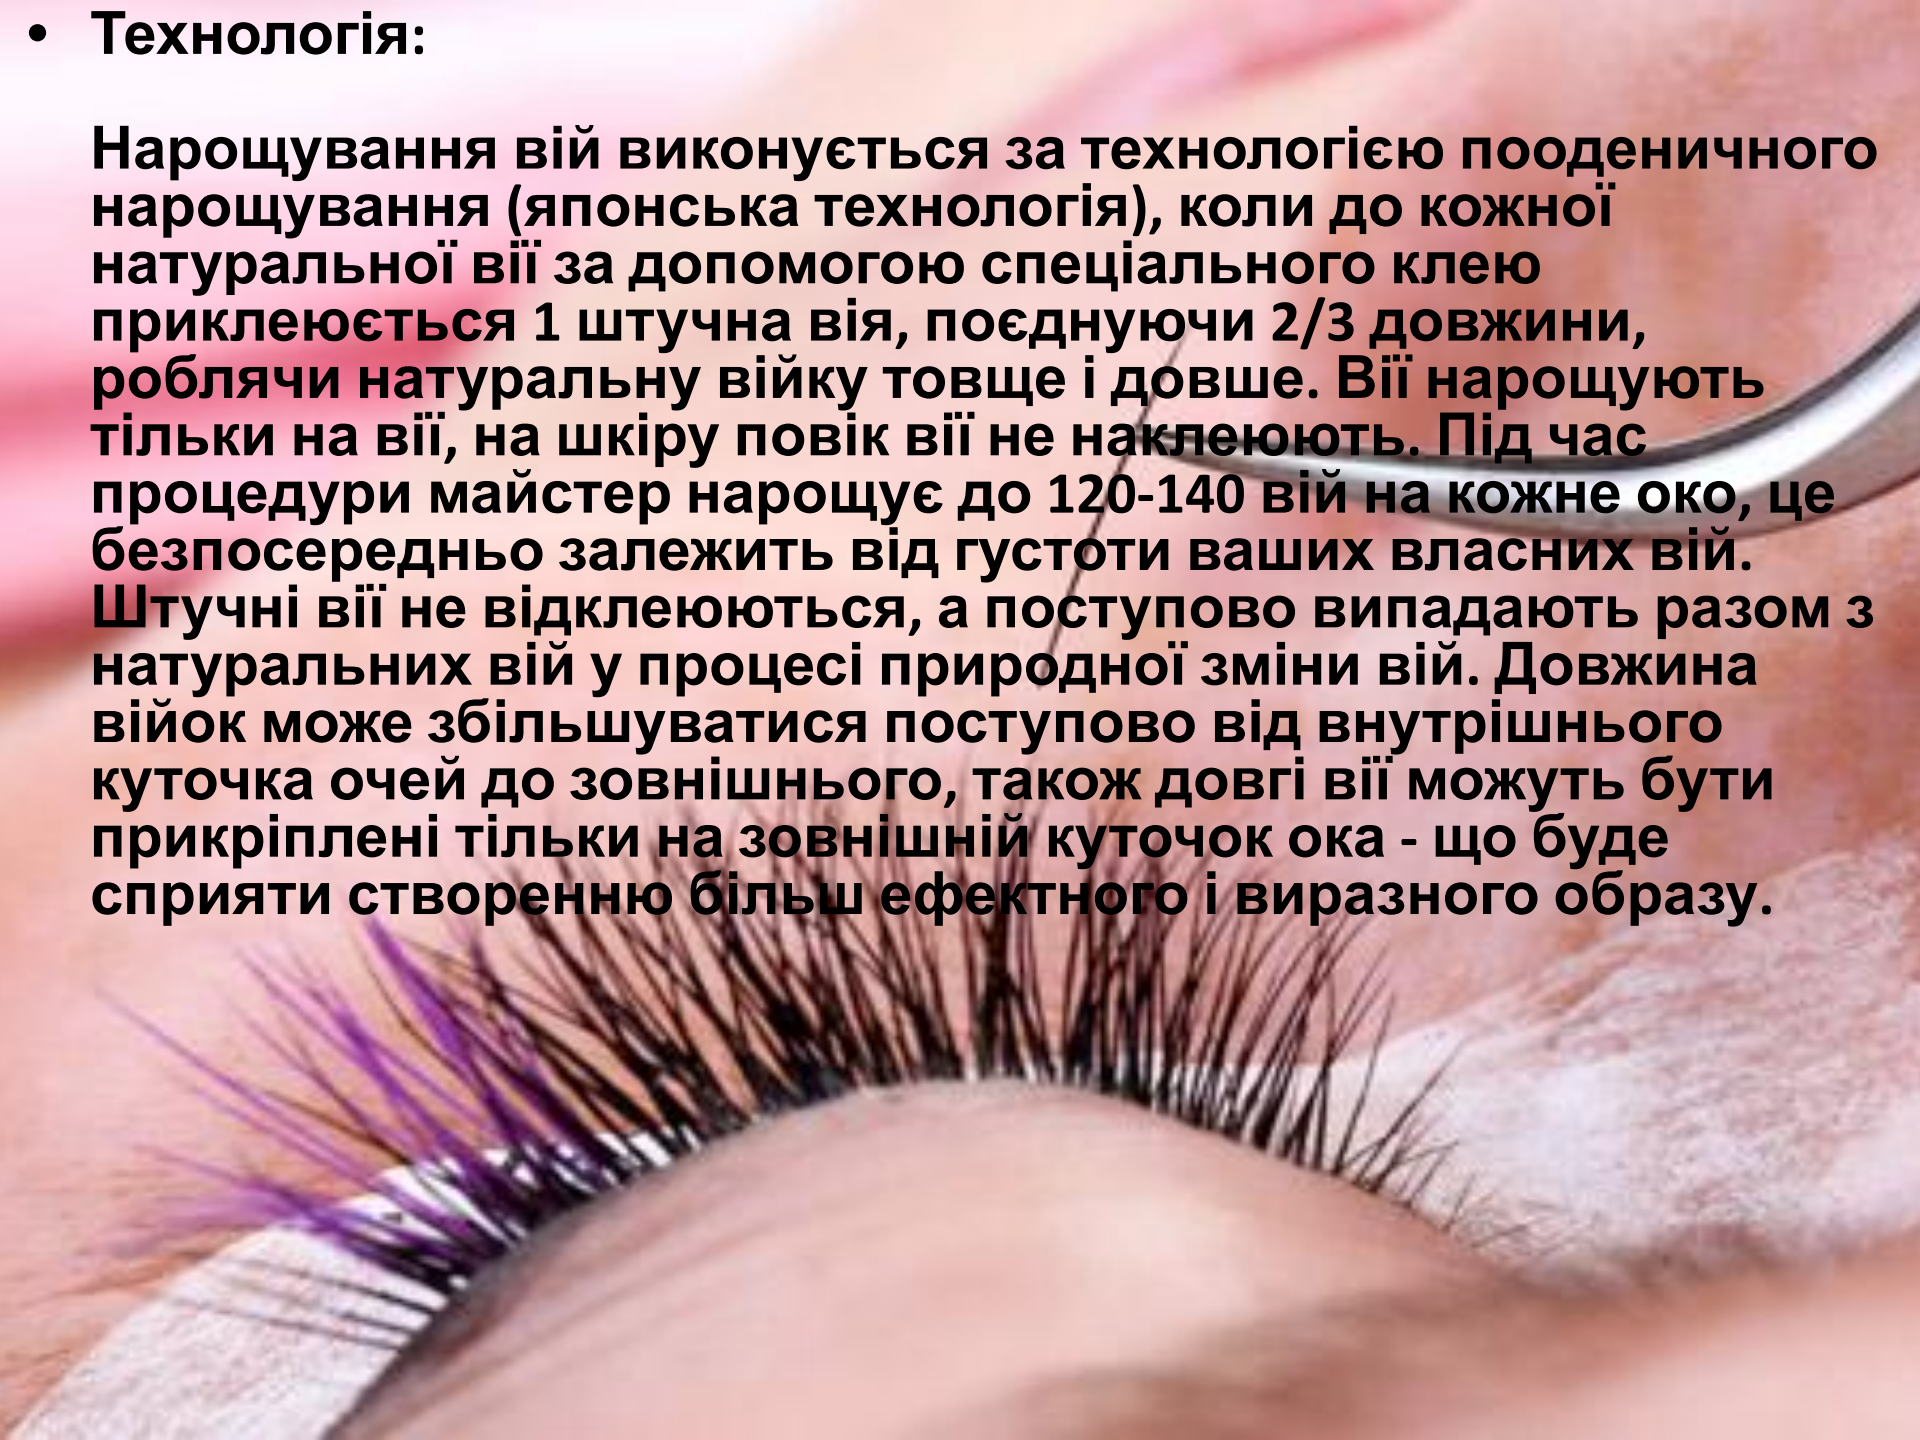 • Технологія:
Нарощування вій виконується за технологією пооденичного
нарощування (японська технологія), коли до кожної
натуральної вії за допомогою спеціального клею
приклеюється 1 штучна вія, поєднуючи 2/3 довжини,
роблячи натуральну війку товще і довше. Вії нарощують
тільки на вії, на шкіру повік вії не наклеюють. Під час
процедури майстер нарощує до 120-140 вій на кожне око, це
безпосередньо залежить від густоти ваших власних вій.
Штучні вії не відклеюються, а поступово випадають разом з
натуральних вій у процесі природної зміни вій. Довжина
війок може збільшуватися поступово від внутрішнього
куточка очей до зовнішнього, також довгі вії можуть бути
прикріплені тільки на зовнішній куточок ока - що буде
сприяти створенню більш ефектного і виразного образу.